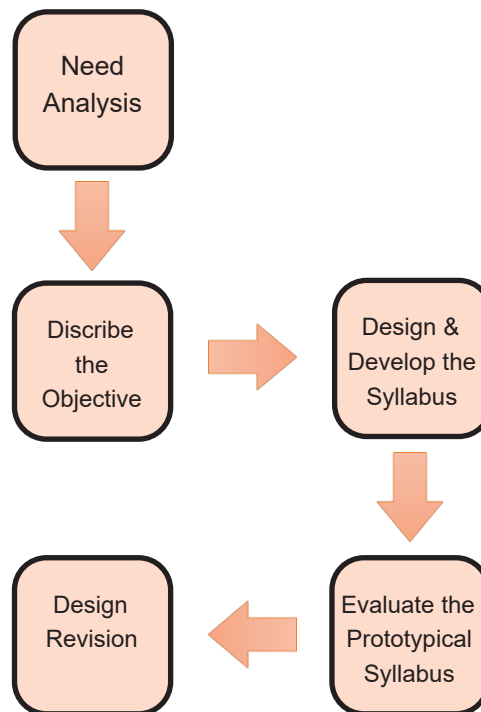 Need
Analysis
Discribe
the
Objective
Design &
Develop the
Syllabus
Evaluate the
Prototypical
Syllabus
Design
Revision